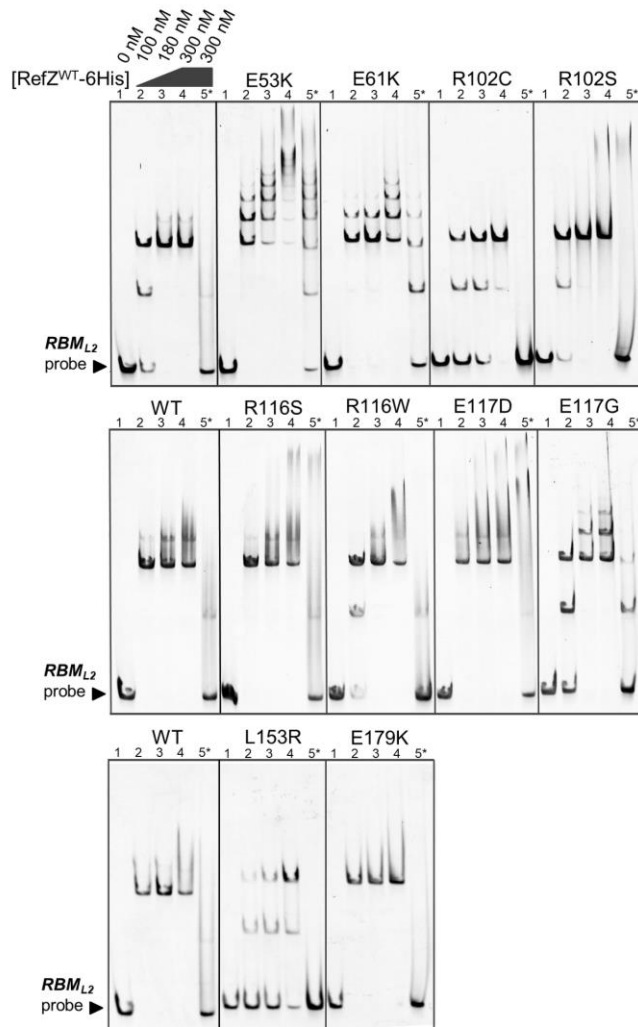 0 nM 100 nM 180 nM 300 nM 300 nM
[RefZWT-6His]
E53K E61K R102C R102S
1 2 3 4 5* 1 2 3 4 5* 1 2 3 4 5* 1 2 3 4 5*
1 2 3 4 5*
RBML2
probe
WT R116S R116W E117D E117G
1 2 3 4 5* 1 2 3 4 5* 1 2 3 4 5* 1 2 3 4 5* 1 2 3 4 5*
RBML2
probe
WT L153R E179K
1 2 3 4 5* 1 2 3 4 5* 1 2 3 4 5*
RBML2
probe